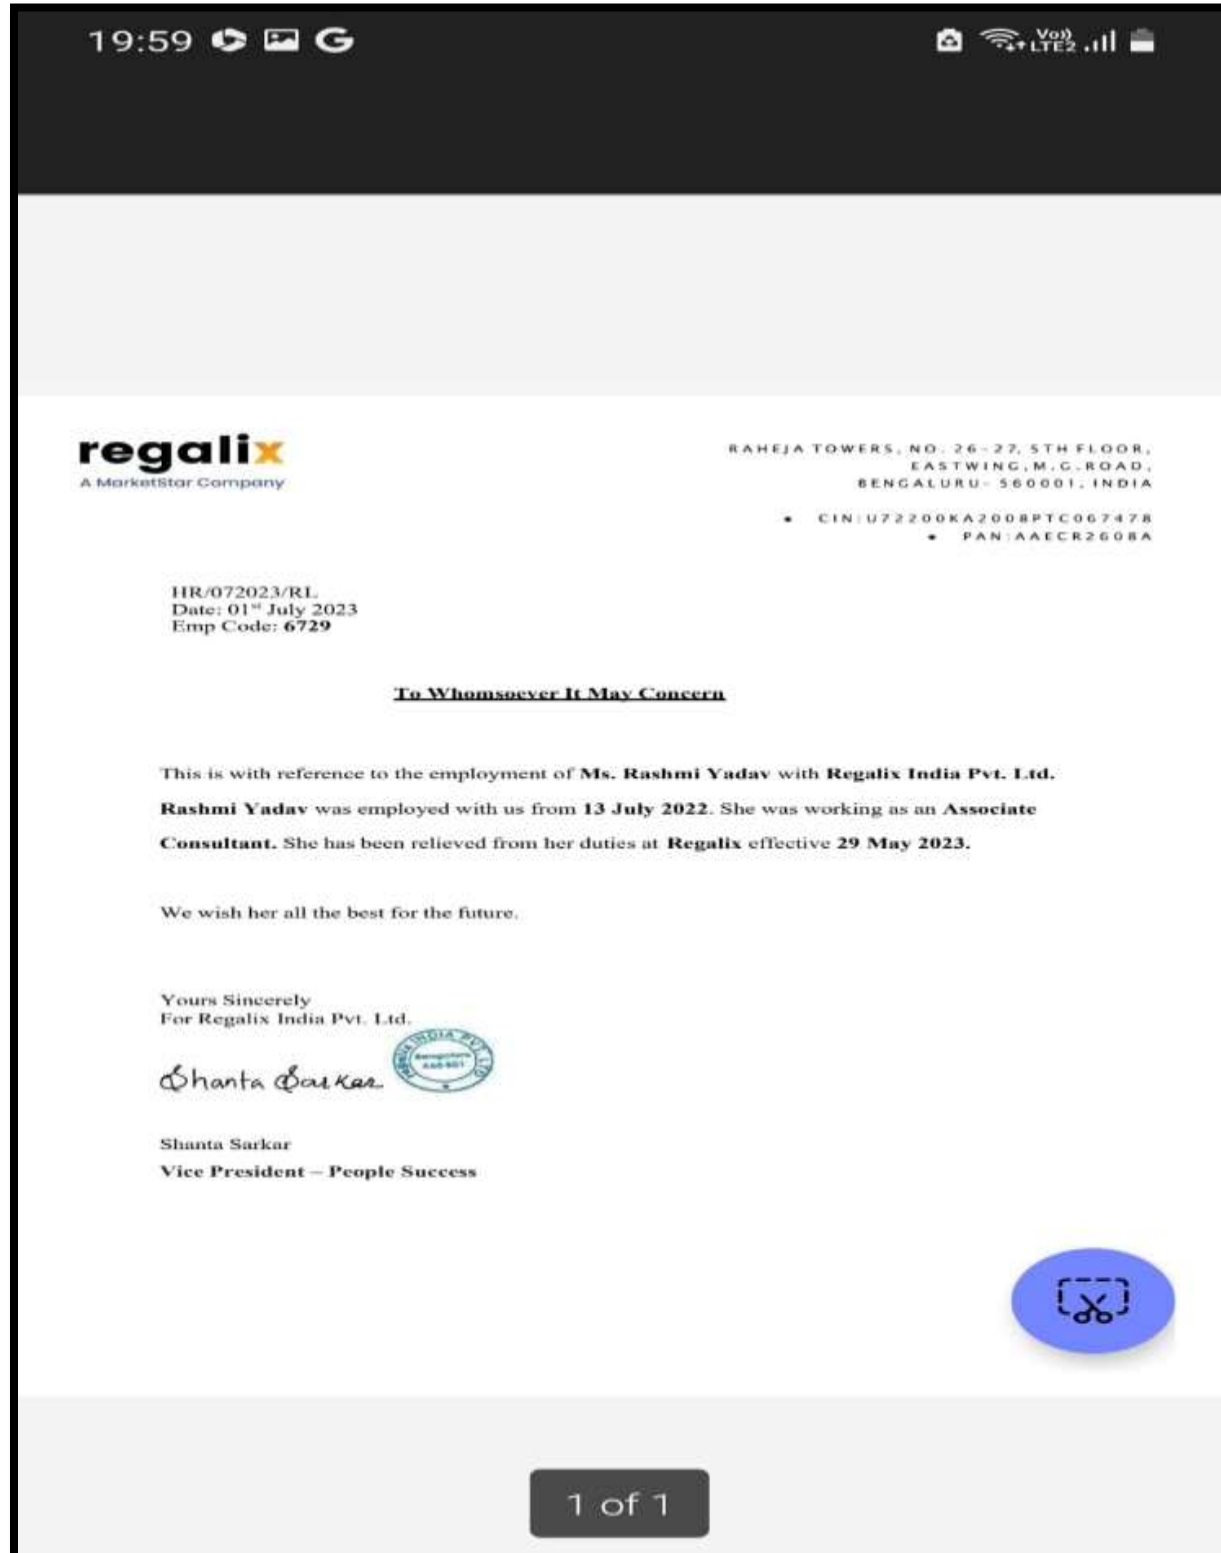 19:59
Vo))
LTE2
regalix
A MarketStar Company
RAHEJA TOWERS, NO. 26-27, 5TH FLOOR,
EASTWING, M.G.ROAD,
BENGALURU- 560001, INDIA
• CIN:U72200KA2008PTC067478
• PAN:AAECR2608A
HR/072023/RL
Date: 01st July 2023
Emp Code: 6729
To Whomsoever It May Concern
This is with reference to the employment of Ms. Rashmi Yadav with Regalix India Pvt. Ltd.
Rashmi Yadav was employed with us from 13 July 2022. She was working as an Associate
Consultant. She has been relieved from her duties at Regalix effective 29 May 2023.
We wish her all the best for the future.
Yours Sincerely
For Regalix India Pvt. Ltd.
INDIA PVT. LTD
Shanta Sarkar
Shanta Sarkar
Vice President – People Success
1 of 1